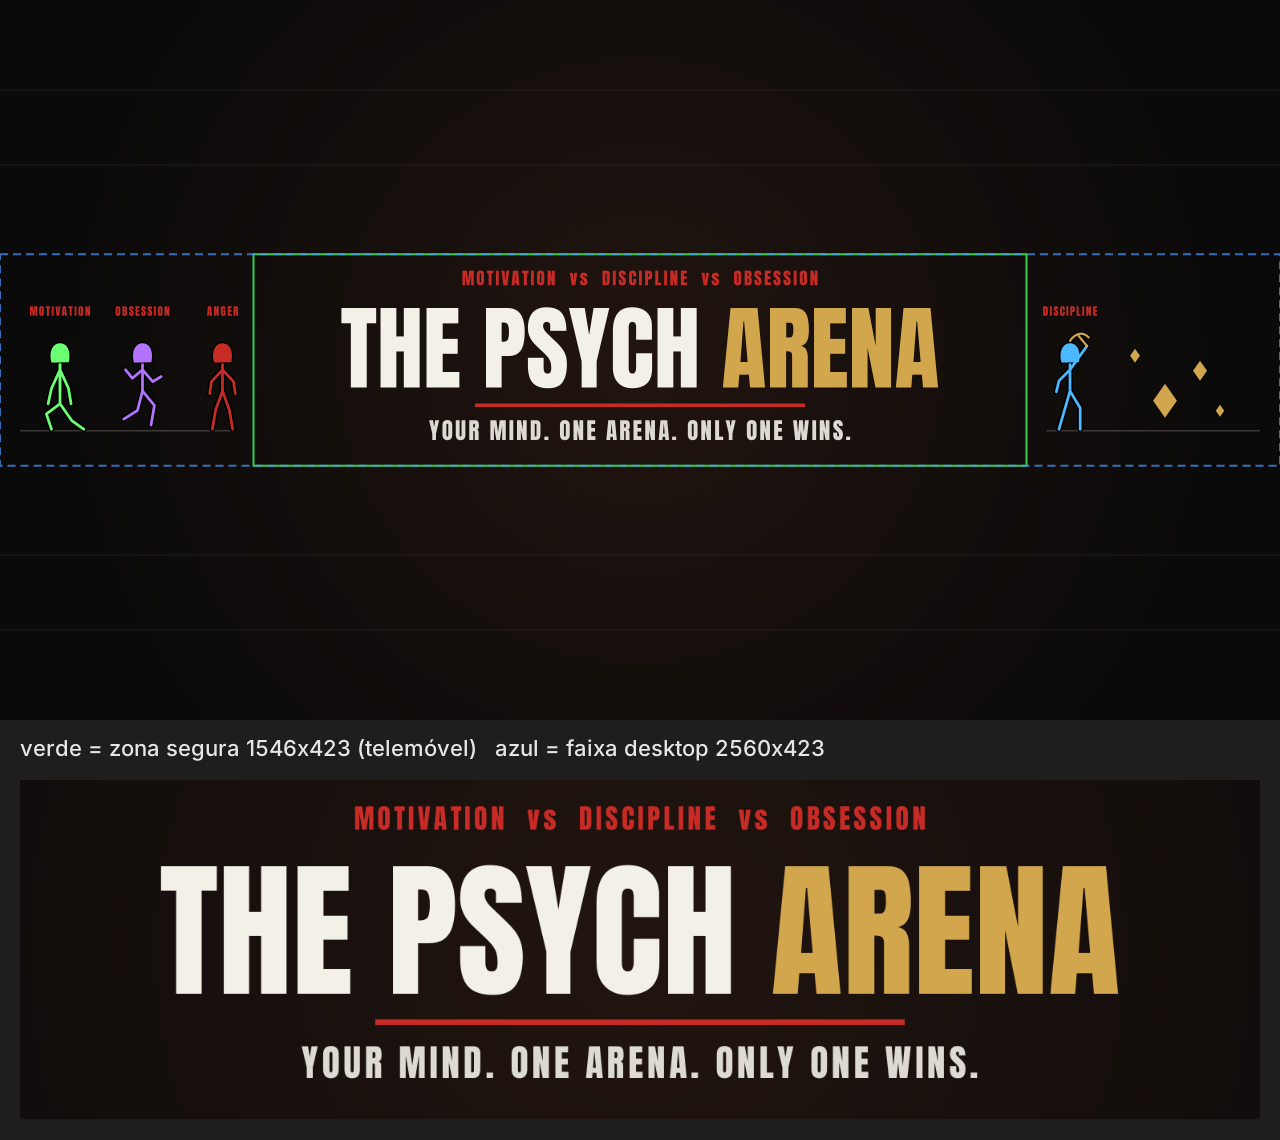 MOTIVATION vs DISCIPLINE vs OBSESSION
MOTIVATION OBSESSION ANGER
THE PSYCH ARENA
DISCIPLINE
YOUR MIND. ONE ARENA. ONLY ONE WINS.
verde = zona segura 1546x423 (telemóvel) azul = faixa desktop 2560x423
MOTIVATION vs DISCIPLINE vs OBSESSION
THE PSYCH ARENA
YOUR MIND. ONE ARENA. ONLY ONE WINS.